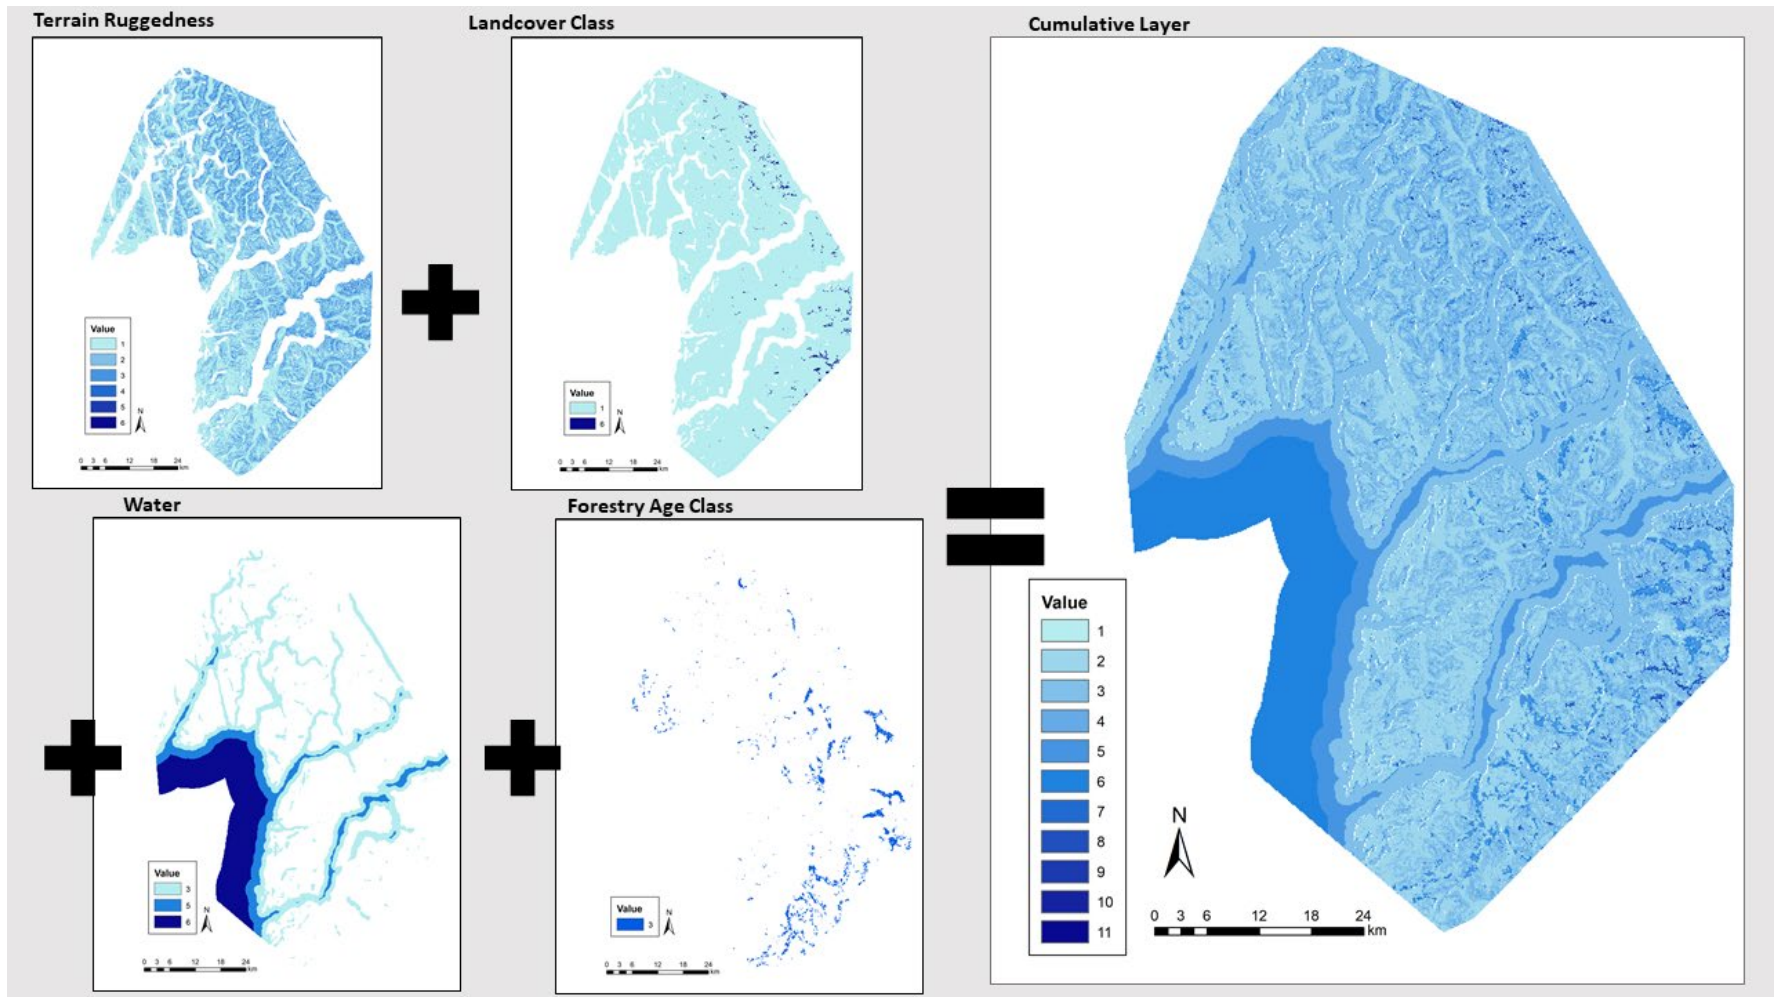 Terrain Ruggedness
Value
1
2
3
4
5
6
N
0 3 6 12 18 24
km
Landcover Class
Value
1
6
N
0 3 6 12 18 24
km
Water
Value
3
5
6
N
0 3 6 12 18 24
km
Forestry Age Class
Value
3
N
0 3 6 12 18 24
km
Cumulative Layer
Value
1
2
3
4
5
6
7
8
9
10
11
N
0 3 6 12 18 24
km